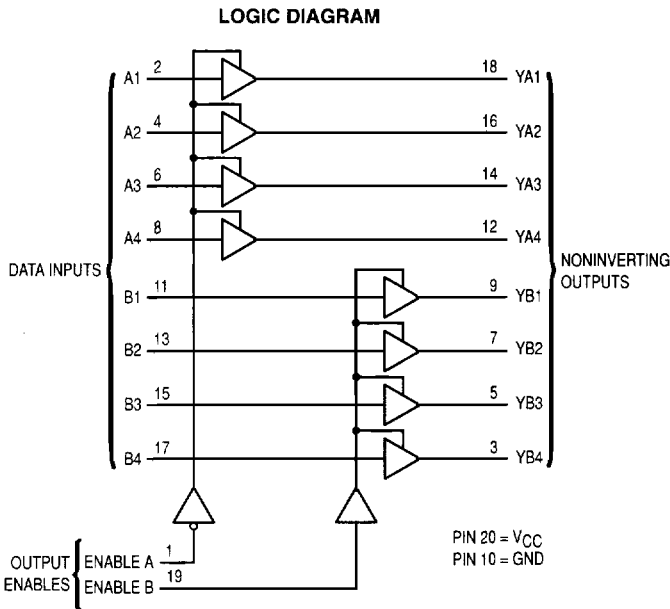 LOGIC DIAGRAM
A1 2 18 YA1
A2 4 16 YA2
A3 6 14 YA3
A4 8 12 YA4
DATA INPUTS
NONINVERTING
OUTPUTS
B1 11 9 YB1
B2 13 7 YB2
B3 15 5 YB3
B4 17 3 YB4
OUTPUT
ENABLES
ENABLE A 1
ENABLE B 19
PIN 20 = VCC
PIN 10 = GND